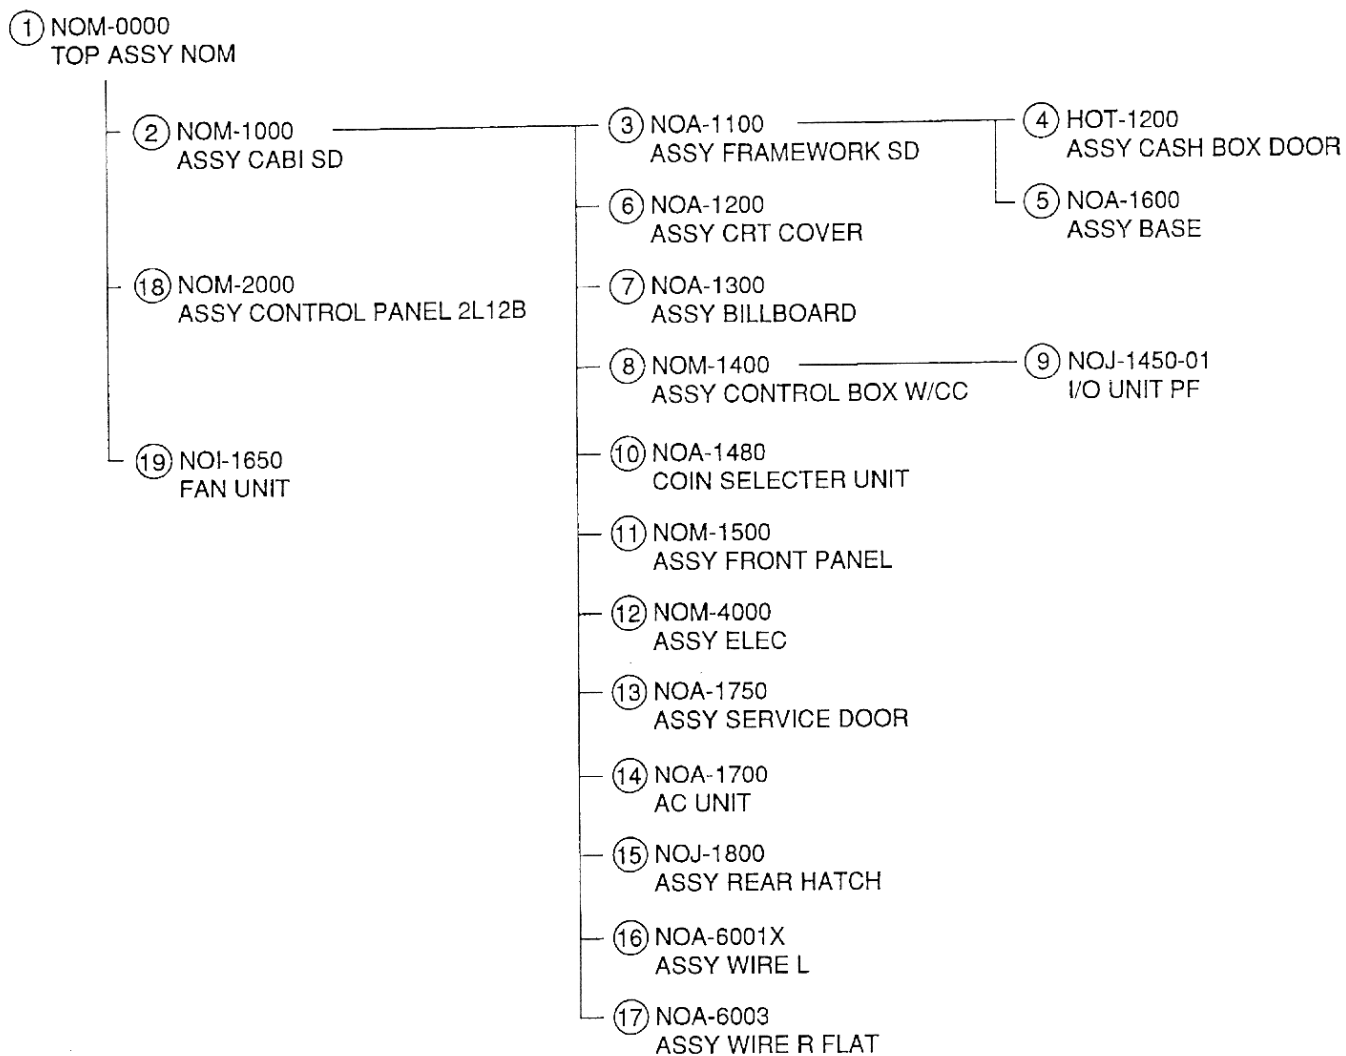 1 NOM-0000
TOP ASSY NOM
2 NOM-1000
ASSY CABI SD
3 NOA-1100
ASSY FRAMEWORK SD
4 HOT-1200
ASSY CASH BOX DOOR
5 NOA-1600
ASSY BASE
6 NOA-1200
ASSY CRT COVER
7 NOA-1300
ASSY BILLBOARD
8 NOM-1400
ASSY CONTROL BOX W/CC
9 NOJ-1450-01
I/O UNIT PF
10 NOA-1480
COIN SELECTER UNIT
11 NOM-1500
ASSY FRONT PANEL
12 NOM-4000
ASSY ELEC
13 NOA-1750
ASSY SERVICE DOOR
14 NOA-1700
AC UNIT
15 NOJ-1800
ASSY REAR HATCH
16 NOA-6001X
ASSY WIRE L
17 NOA-6003
ASSY WIRE R FLAT
18 NOM-2000
ASSY CONTROL PANEL 2L12B
19 NOI-1650
FAN UNIT